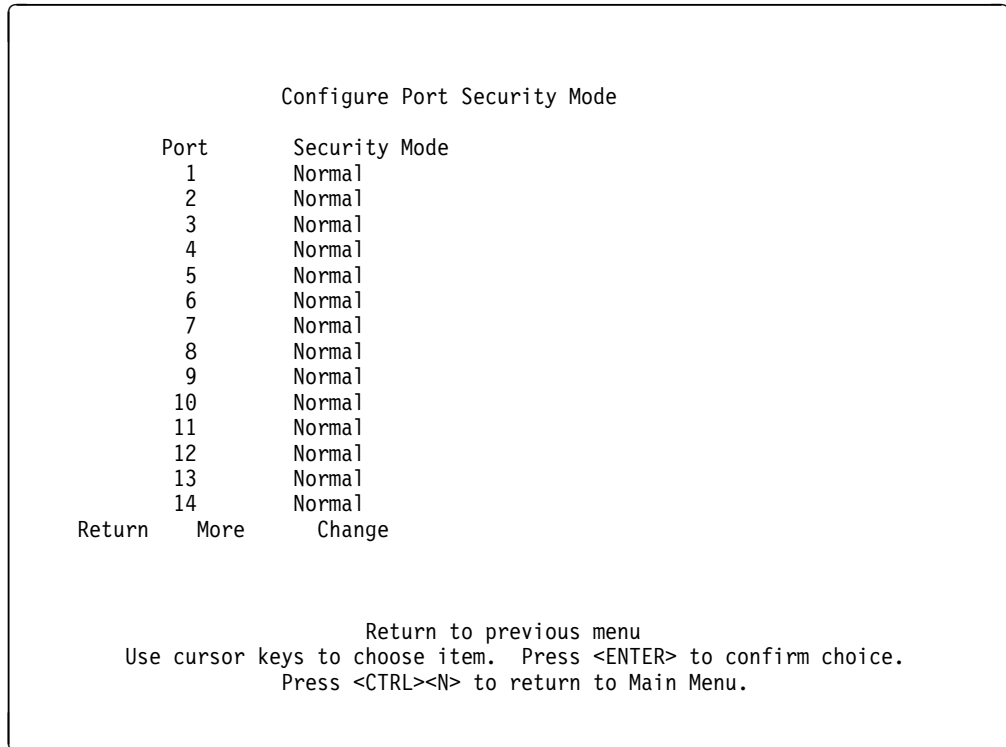 Configure Port Security Mode
Port Security Mode
1 Normal
2 Normal
3 Normal
4 Normal
5 Normal
6 Normal
7 Normal
8 Normal
9 Normal
10 Normal
11 Normal
12 Normal
13 Normal
14 Normal
Return More Change
Return to previous menu
Use cursor keys to choose item. Press <ENTER> to confirm choice.
Press <CTRL><N> to return to Main Menu.